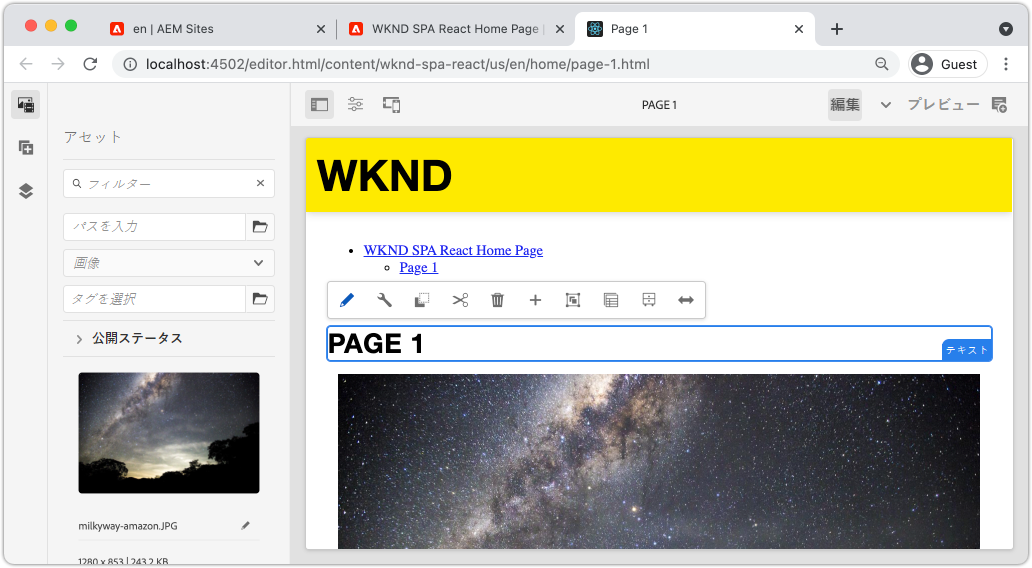 en | AEM Sites
WKND SPA React Home Page |
Page 1
localhost:4502/editor.html/content/wknd-spa-react/us/en/home/page-1.html
Guest
PAGE 1
編集
プレビュー
アセット
フィルター
パスを入力
画像
タグを選択
公開ステータス
milkyway-amazon.JPG
1280 x 853 | 243.2 KB
WKND
WKND SPA React Home Page
Page 1
PAGE 1
テキスト